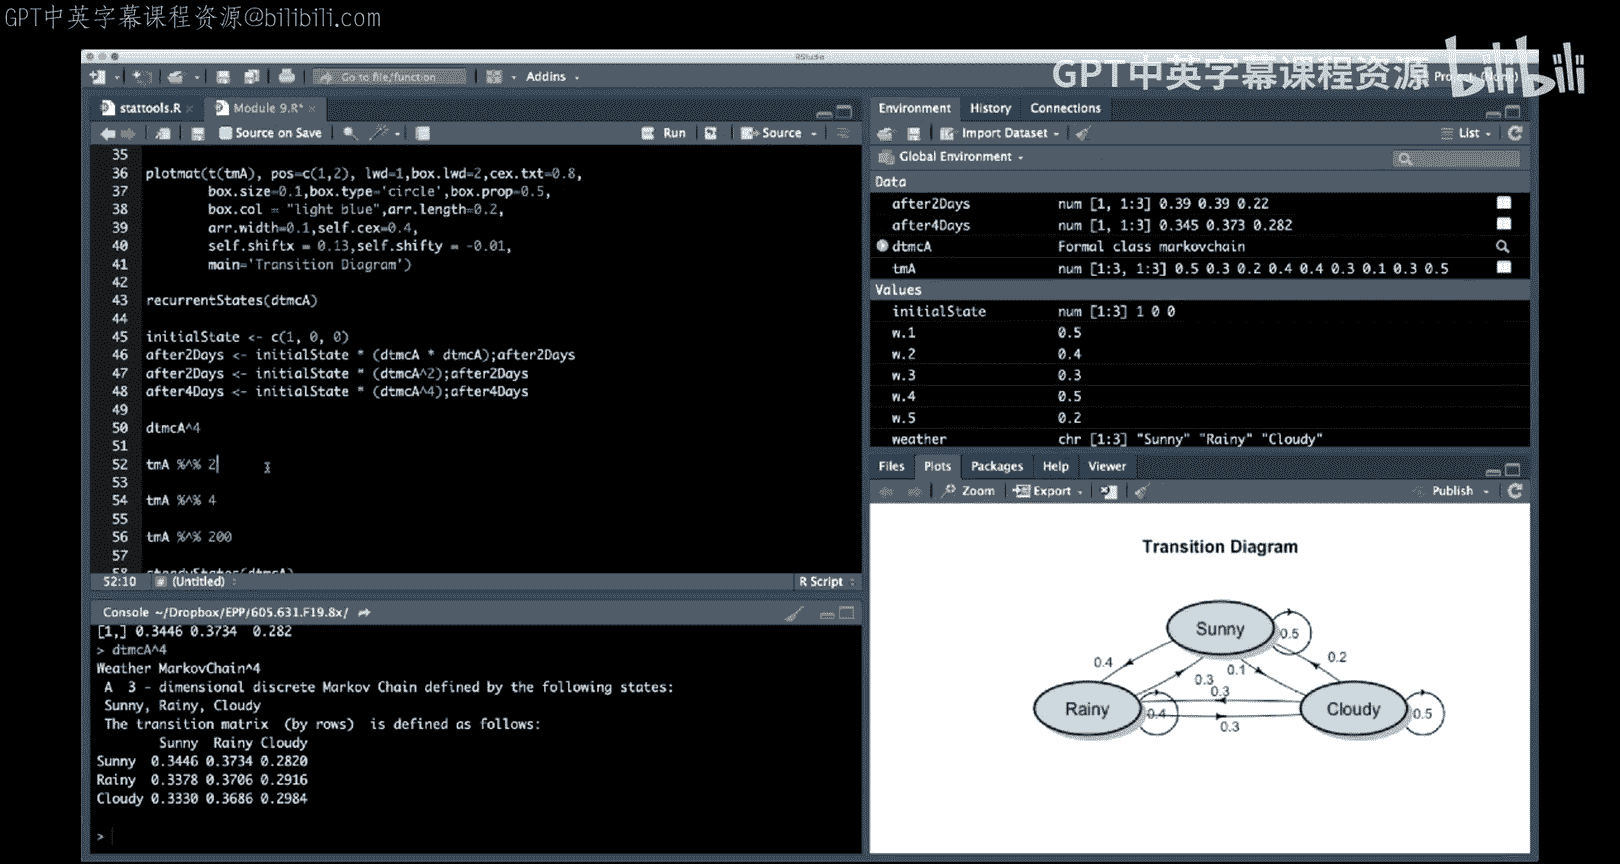 GPT中英字幕课程资源@bilibili.com
GPT中英字幕课程资源 bilibili
RStudio
Go to file/function
Addins
Project: (None)
stattools.R
Module 9.R*
Source on Save
Run
Source
35
36 plotmat(t(tmA), pos=c(1,2), lwd=1,box.lwd=2,cex.txt=0.8,
37 box.size=0.1,box.type='circle',box.prop=0.5,
38 box.col = "light blue",arr.length=0.2,
39 arr.width=0.1,self.cex=0.4,
40 self.shiftx = 0.13,self.shifty = -0.01,
41 main='Transition Diagram')
42
43 recurrentStates(dtmcA)
44
45 initialState <- c(1, 0, 0)
46 after2Days <- initialState * (dtmcA * dtmcA);after2Days
47 after2Days <- initialState * (dtmcA^2);after2Days
48 after4Days <- initialState * (dtmcA^4);after4Days
49
50 dtmcA^4
51
52 tmA %^% 2
53
54 tmA %^% 4
55
56 tmA %^% 200
57
58 steadyStates(dtmcA)
52:10
(Untitled)
R Script
Console ~/Dropbox/EPP/605.631.F19.8x/
[1,] 0.3446 0.3734 0.282
> dtmcA^4
Weather MarkovChain^4
A 3 - dimensional discrete Markov Chain defined by the following states:
Sunny, Rainy, Cloudy
The transition matrix (by rows) is defined as follows:
Sunny Rainy Cloudy
Sunny 0.3446 0.3734 0.2820
Rainy 0.3378 0.3706 0.2916
Cloudy 0.3330 0.3686 0.2984
>
Environment History Connections
Import Dataset
List
Global Environment
Data
after2Days num [1, 1:3] 0.39 0.39 0.22
after4Days num [1, 1:3] 0.345 0.373 0.282
dtmcA Formal class markovchain
tmA num [1:3, 1:3] 0.5 0.3 0.2 0.4 0.4 0.3 0.1 0.3 0.5
Values
initialState num [1:3] 1 0 0
w.1 0.5
w.2 0.4
w.3 0.3
w.4 0.5
w.5 0.2
weather chr [1:3] "Sunny" "Rainy" "Cloudy"
Files Plots Packages Help Viewer
Zoom Export Publish
Transition Diagram
Sunny
0.5
0.4
0.2
0.1
0.3
0.3
Rainy
0.4
Cloudy
0.5
0.3